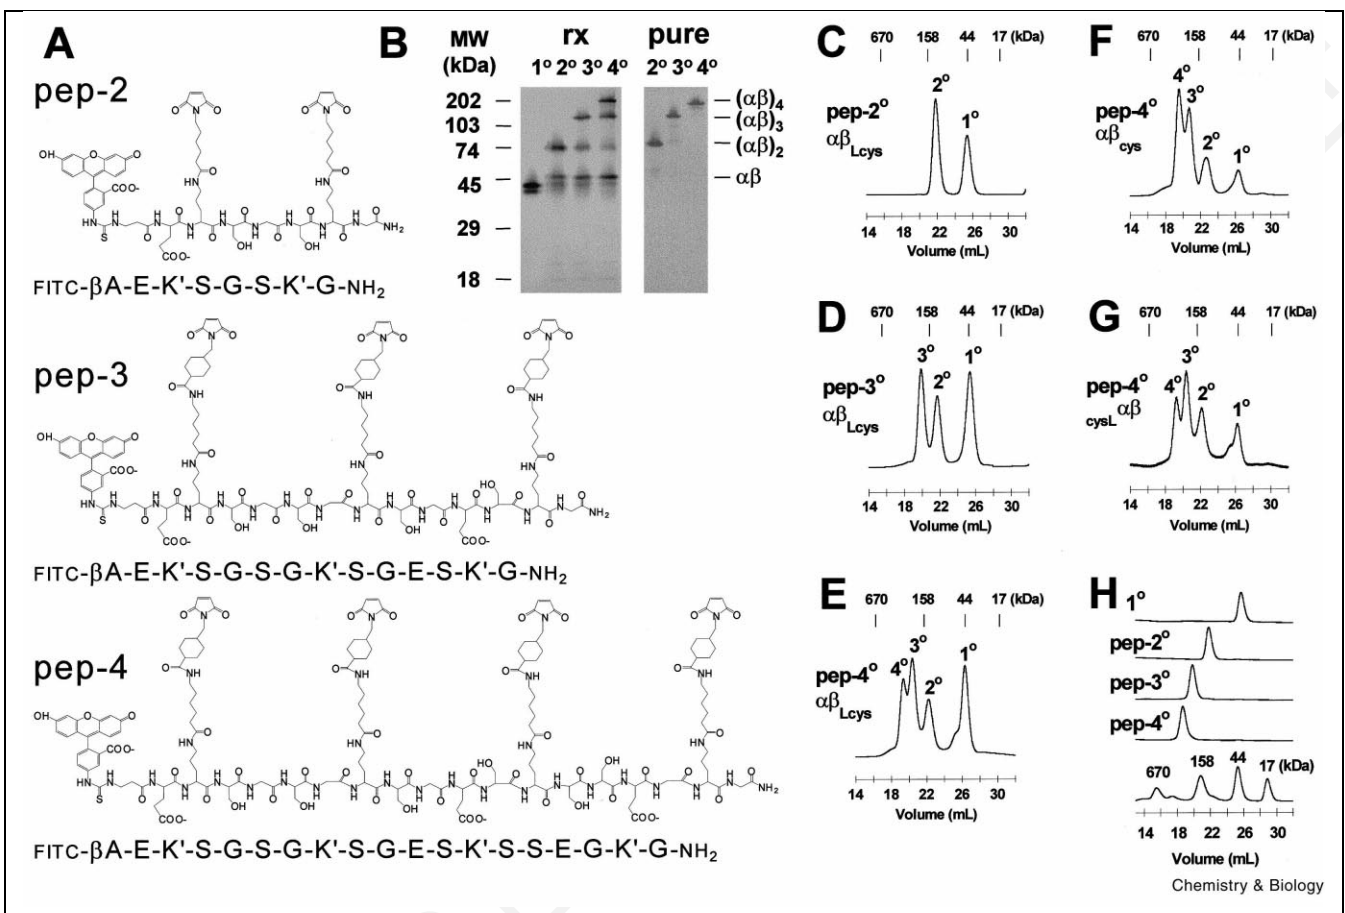 A
pep-2
FITC-βA-E-K'-S-G-S-K'-G-NH2
pep-3
FITC-βA-E-K'-S-G-S-G-K'-S-G-E-S-K'-G-NH2
pep-4
FITC-βA-E-K'-S-G-S-G-K'-S-G-E-S-K'-S-S-E-G-K'-G-NH2
B
MW
(kDa)
rx
pure
1° 2° 3° 4°
2° 3° 4°
202
103
74
45
29
18
(αβ)4
(αβ)3
(αβ)2
αβ
C
670 158 44 17 (kDa)
pep-2°
αβLcys
2° 1°
14 18 22 26 30
Volume (mL)
D
670 158 44 17 (kDa)
pep-3°
αβLcys
3° 2° 1°
14 18 22 26 30
Volume (mL)
E
670 158 44 17 (kDa)
pep-4°
αβLcys
4° 3° 2° 1°
14 18 22 26 30
Volume (mL)
F
670 158 44 17 (kDa)
pep-4°
αβcys
4° 3° 2° 1°
14 18 22 26 30
Volume (mL)
G
670 158 44 17 (kDa)
pep-4°
cysLαβ
4° 3° 2° 1°
14 18 22 26 30
Volume (mL)
H
1°
pep-2°
pep-3°
pep-4°
670 158 44 17 (kDa)
14 18 22 26 30
Volume (mL)
Chemistry & Biology